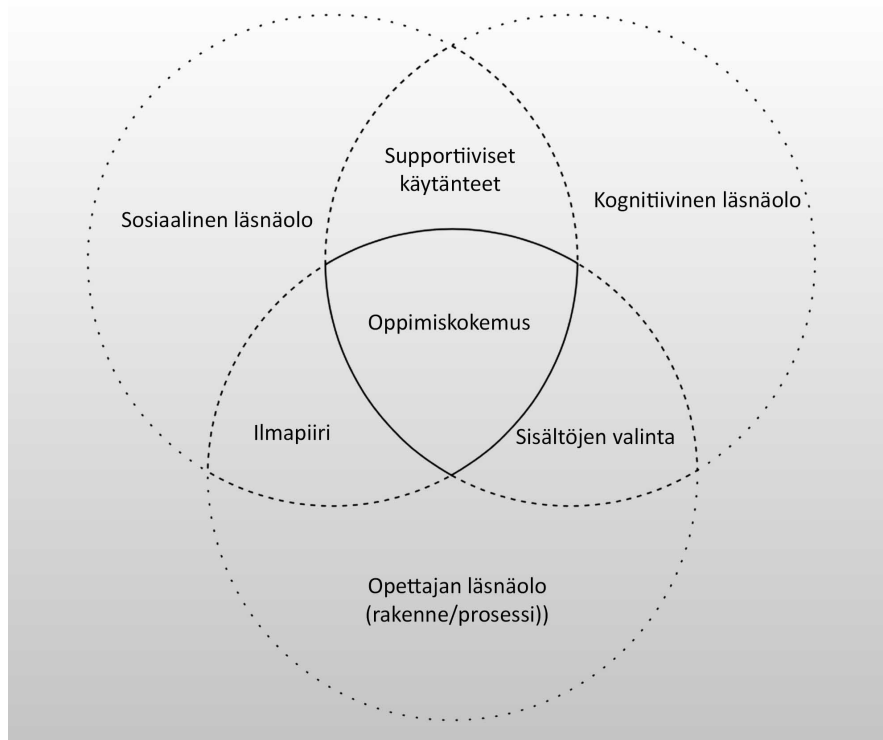 Supportiiviset
käytänteet
Sosiaalinen läsnäolo
Kognitiivinen läsnäolo
Oppimiskokemus
Ilmapiiri
Sisältöjen valinta
Opettajan läsnäolo
(rakenne/prosessi))